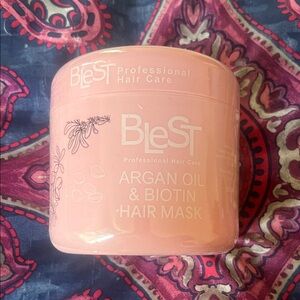 BLeST Professional
Hair Care
BLeST
Professional Hair Care
ARGAN OIL
& BIOTIN
HAIR MASK